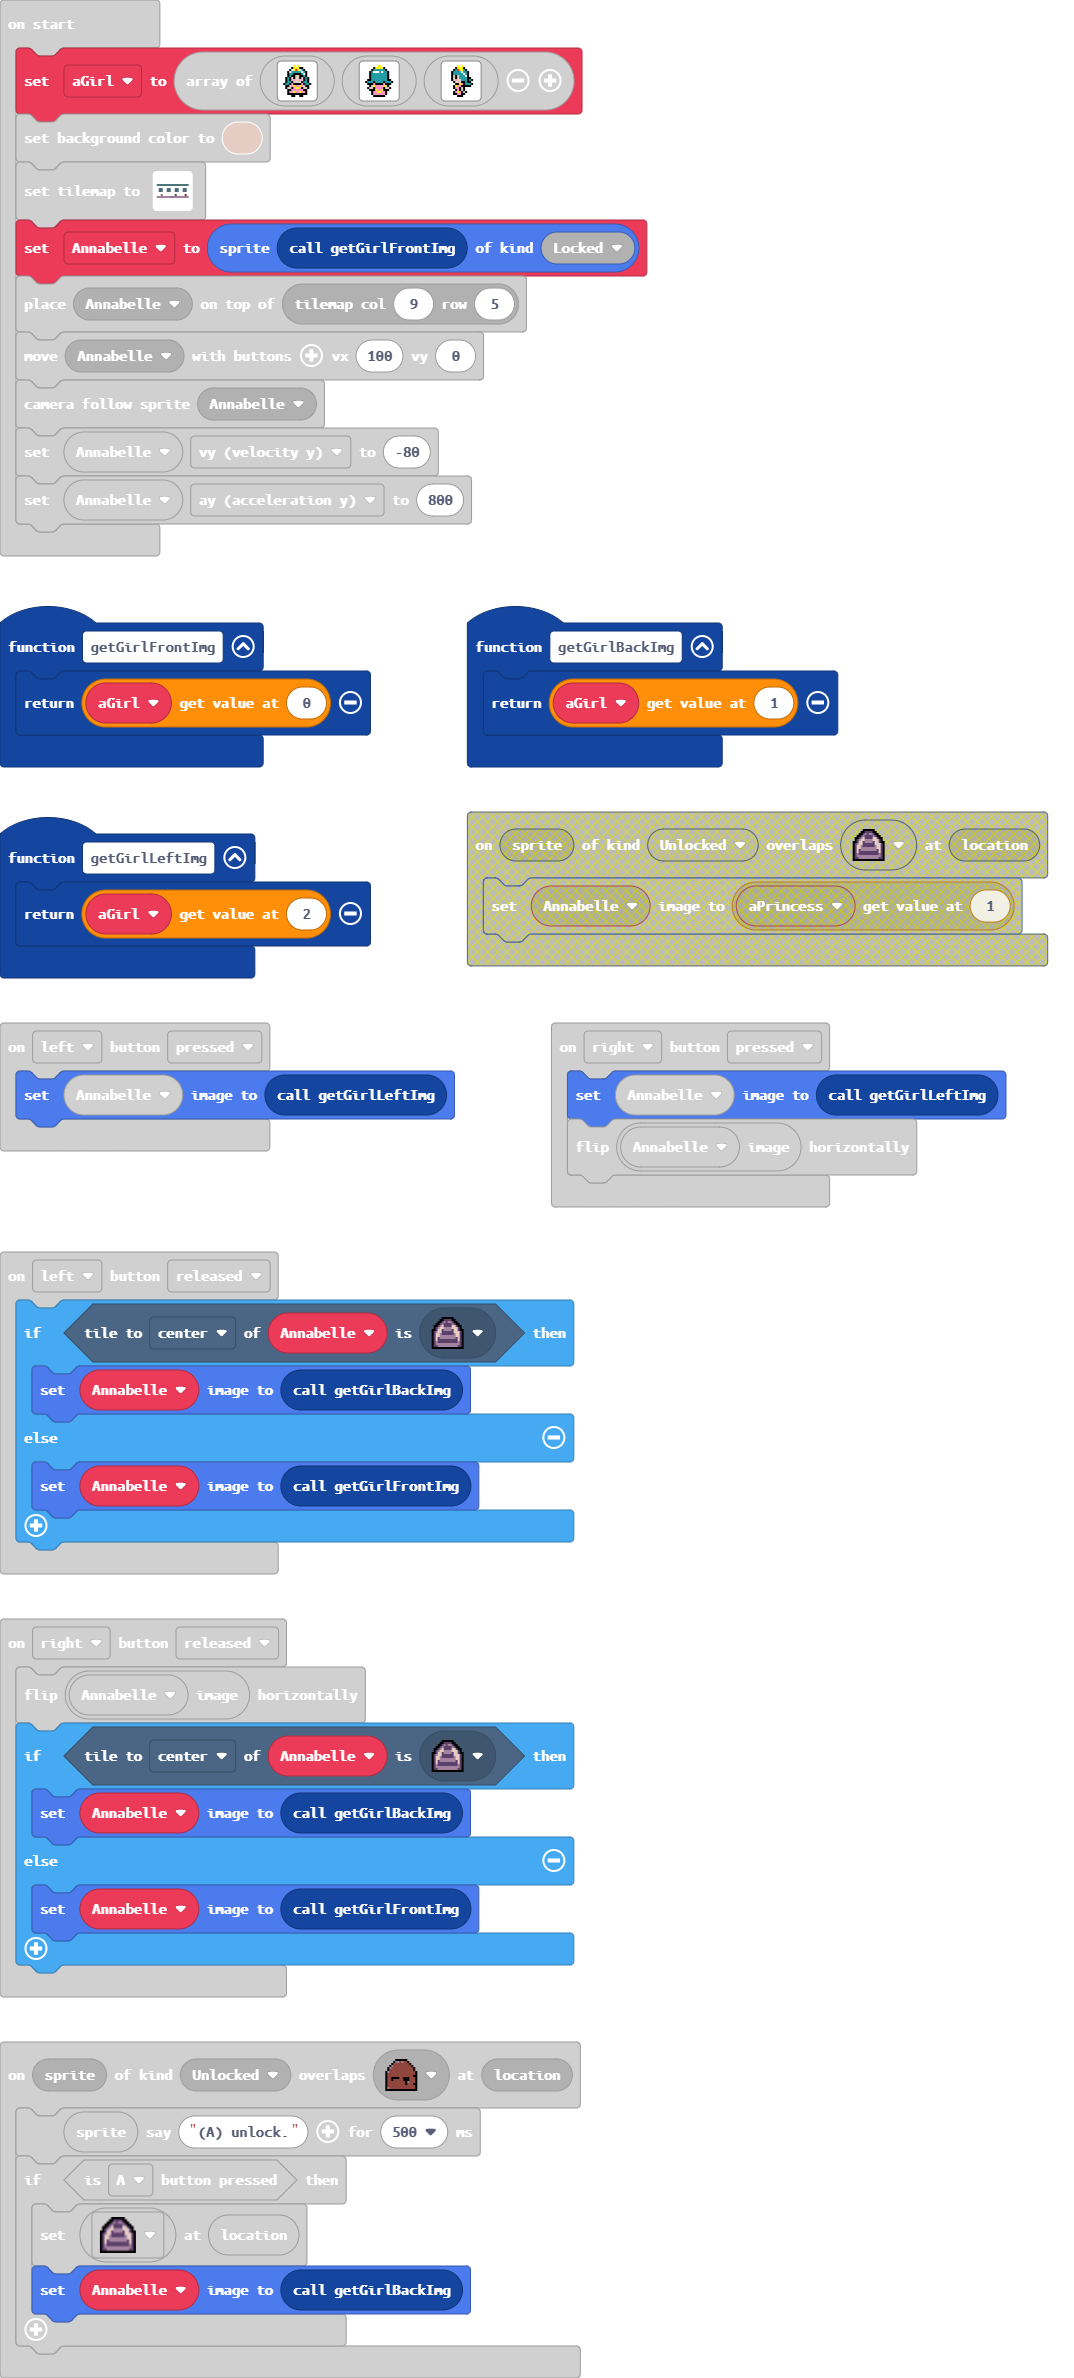 on start
set aGirl to array of
set background color to
set tilemap to
set Annabelle to sprite call getGirlFrontImg of kind Locked
place Annabelle on top of tilemap col 9 row 5
move Annabelle with buttons vx 100 vy 0
camera follow sprite Annabelle
set Annabelle vy (velocity y) to -80
set Annabelle ay (acceleration y) to 800
function getGirlFrontImg
return aGirl get value at 0
function getGirlBackImg
return aGirl get value at 1
function getGirlLeftImg
return aGirl get value at 2
on sprite of kind Unlocked overlaps at location
set Annabelle image to aPrincess get value at 1
on left button pressed
set Annabelle image to call getGirlLeftImg
on right button pressed
set Annabelle image to call getGirlLeftImg
flip Annabelle image horizontally
on left button released
if tile to center of Annabelle is then
set Annabelle image to call getGirlBackImg
else
set Annabelle image to call getGirlFrontImg
on right button released
flip Annabelle image horizontally
if tile to center of Annabelle is then
set Annabelle image to call getGirlBackImg
else
set Annabelle image to call getGirlFrontImg
on sprite of kind Unlocked overlaps at location
sprite say "(A) unlock." for 500 ms
if is A button pressed then
set at location
set Annabelle image to call getGirlBackImg